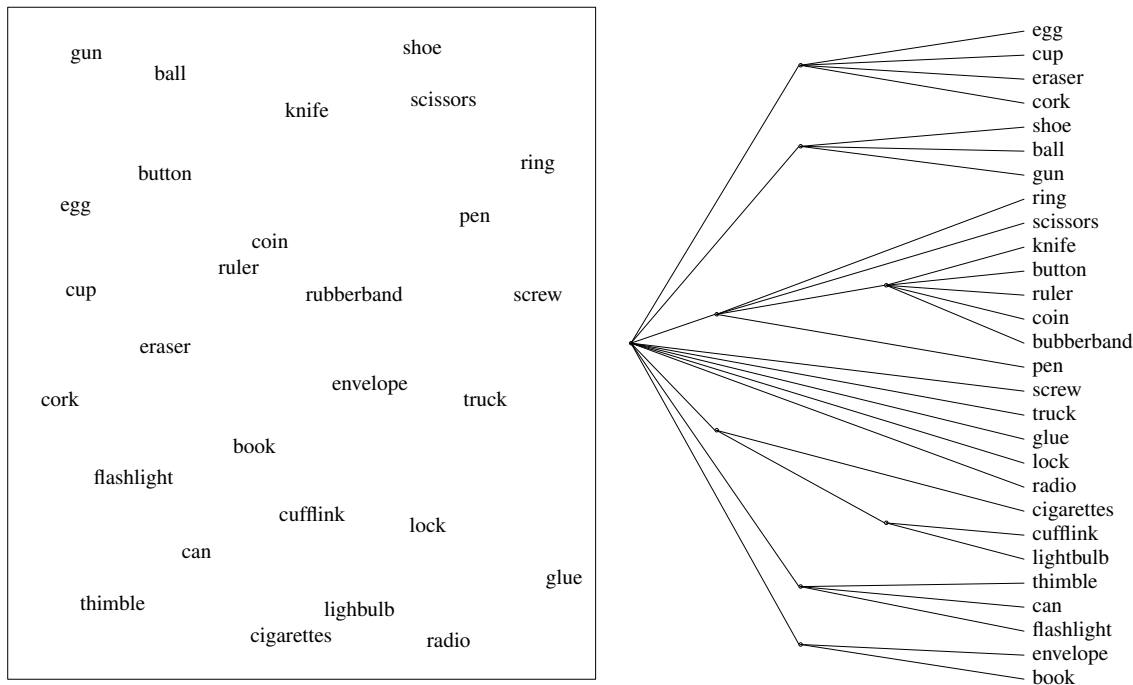 gun
ball
shoe
scissors
knife
button
ring
egg
pen
coin
ruler
cup
rubberband
screw
eraser
envelope
cork
truck
book
flashlight
cufflink
lock
can
glue
thimble
lighbulb
cigarettes
radio
egg
cup
eraser
cork
shoe
ball
gun
ring
scissors
knife
button
ruler
coin
bubberband
pen
screw
truck
glue
lock
radio
cigarettes
cufflink
lightbulb
thimble
can
flashlight
envelope
book